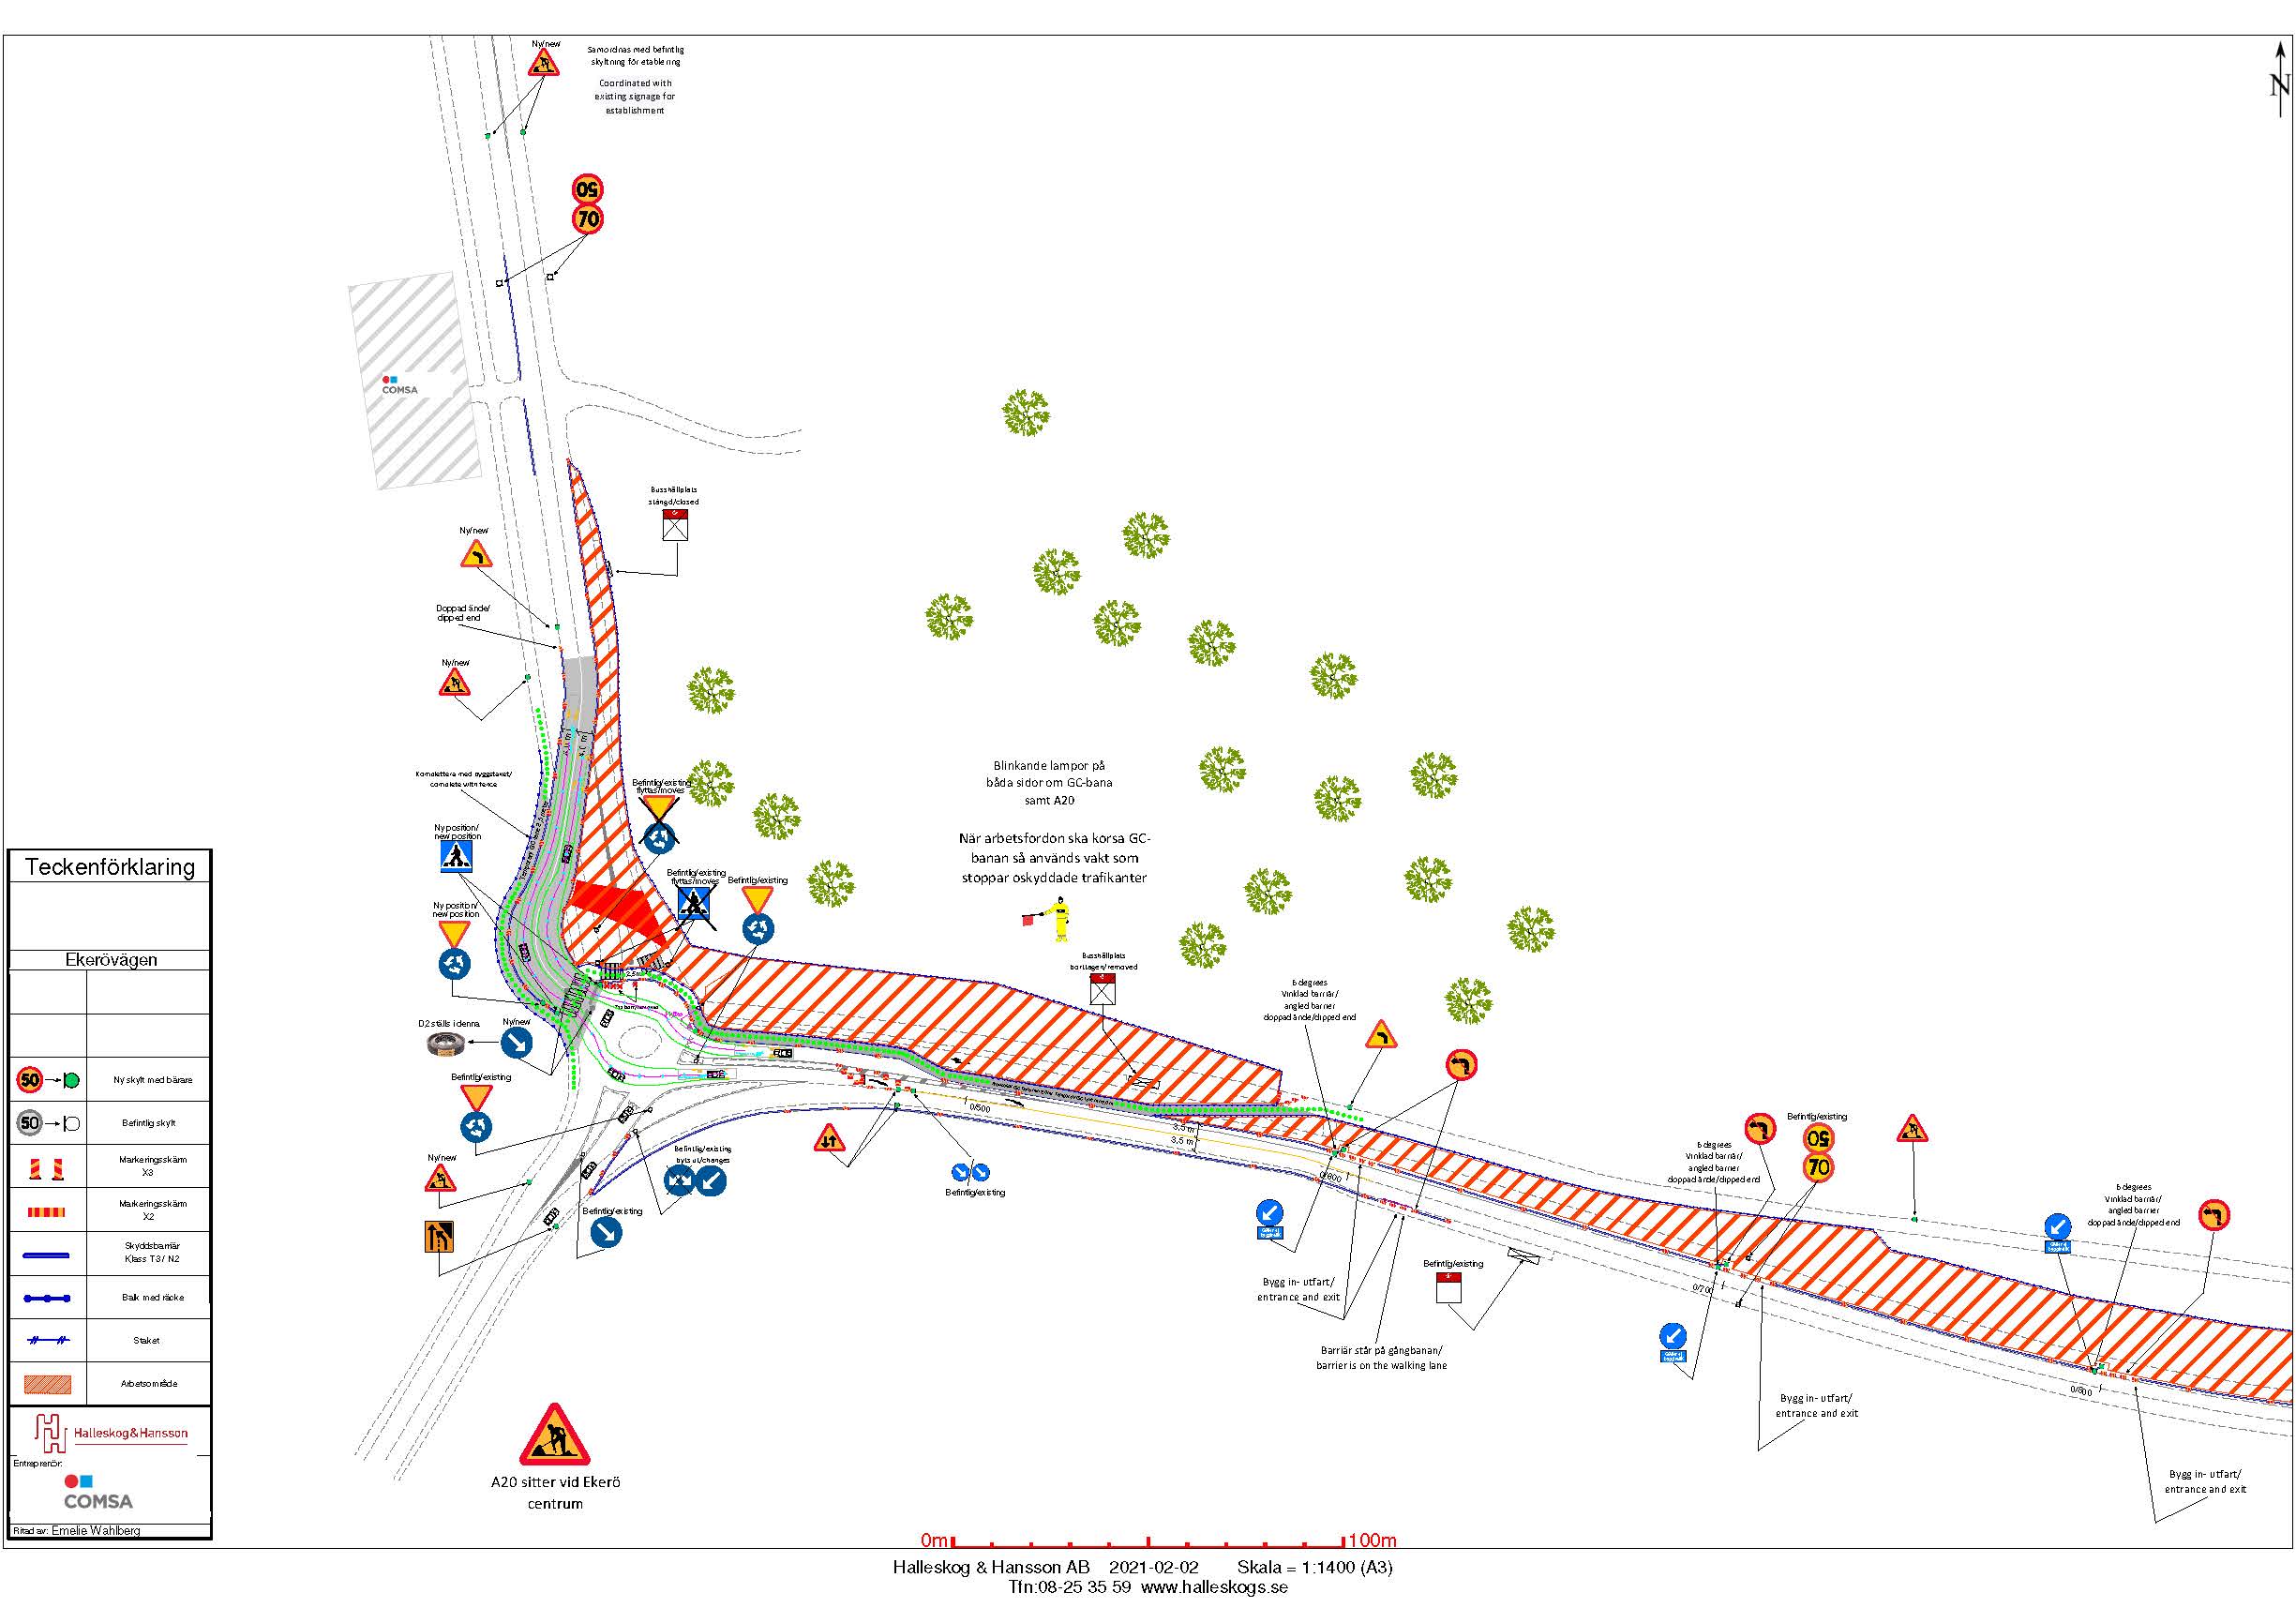 Ny/new
Samordnas med befintlig
skyltning för etablering
Coordinated with
existing signage for
establishment
N
50
70
COMSA
Busshållplats
stängd/closed
Ny/new
Doppad ände/
dipped end
Ny/new
Komplettera med byggstaket/
complete with fence
Befintlig/existing
flyttas/moves
Ny position/
new position
Befintlig/existing
flyttas/moves
Befintlig/existing
Ny position/
new position
Blinkande lampor på
båda sidor om GC-bana
samt A20
När arbetsfordon ska korsa GC-
banan så används vakt som
stoppar oskyddade trafikanter
Busshållplats
borttagen/removed
6 degrees
Vinklad barriär/
angled barrier
doppad ände/dipped end
D2 ställs i denna
Ny/new
Befintlig/existing
Ny/new
Befintlig/existing
byts ut/changes
Befintlig/existing
Befintlig/existing
0/500
3,5 m
3,5 m
0/600
Bygg in- utfart/
entrance and exit
Barriär står på gångbanan/
barrier is on the walking lane
Befintlig/existing
6 degrees
Vinklad barriär/
angled barrier
doppad ände/dipped end
Befintlig/existing
50
70
0/700
Bygg in- utfart/
entrance and exit
6 degrees
Vinklad barriär/
angled barrier
doppad ände/dipped end
0/800
Bygg in- utfart/
entrance and exit
A20 sitter vid Ekerö
centrum
Teckenförklaring
Ekerövägen
50
Ny skylt med bärare
50
Befintlig skylt
Markeringsskärm
X3
Markeringsskärm
X2
Skyddsbarriär
Klass T3/ N2
Balk med räcke
Staket
Arbetsområde
Halleskog&Hansson
Entreprenör:
COMSA
Ritad av: Emelie Wahlberg
0m
100m
Halleskog & Hansson AB 2021-02-02 Skala = 1:1400 (A3)
Tfn:08-25 35 59 www.halleskogs.se